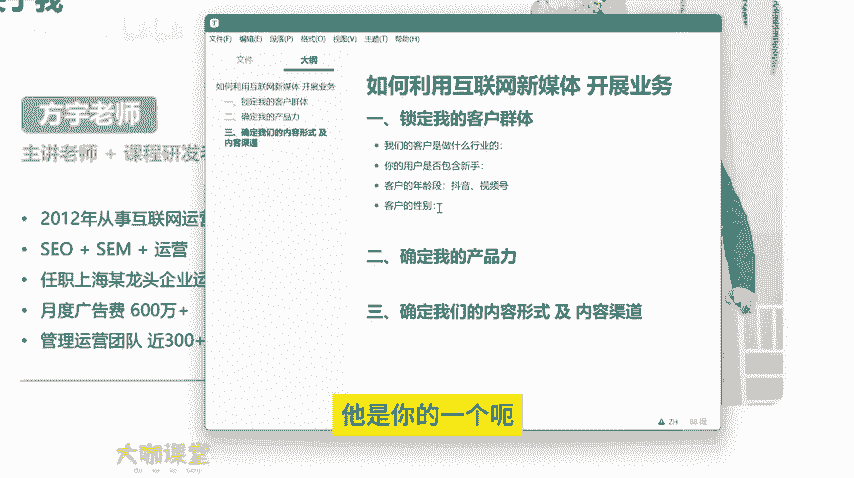 方宇老师
主讲老师 + 课程研发
• 2012年从事互联网运营
• SEO + SEM + 运营
• 任职上海某龙头企业运
• 月度广告费 600万+
• 管理运营团队 近300+
文件(F) 编辑(E) 段落(P) 格式(O) 视图(V) 主题(T) 帮助(H)
文件 大纲
如何利用互联网新媒体 开展业务
一、锁定我的客户群体
二、确定我的产品力
三、确定我们的内容形式 及
内容渠道
如何利用互联网新媒体 开展业务
一、锁定我的客户群体
• 我们的客户是做什么行业的:
• 你的用户是否包含新手:
• 客户的年龄段：抖音、视频号
• 客户的性别:
二、确定我的产品力
三、确定我们的内容形式 及 内容渠道
他是你的一个呃
大咖课堂